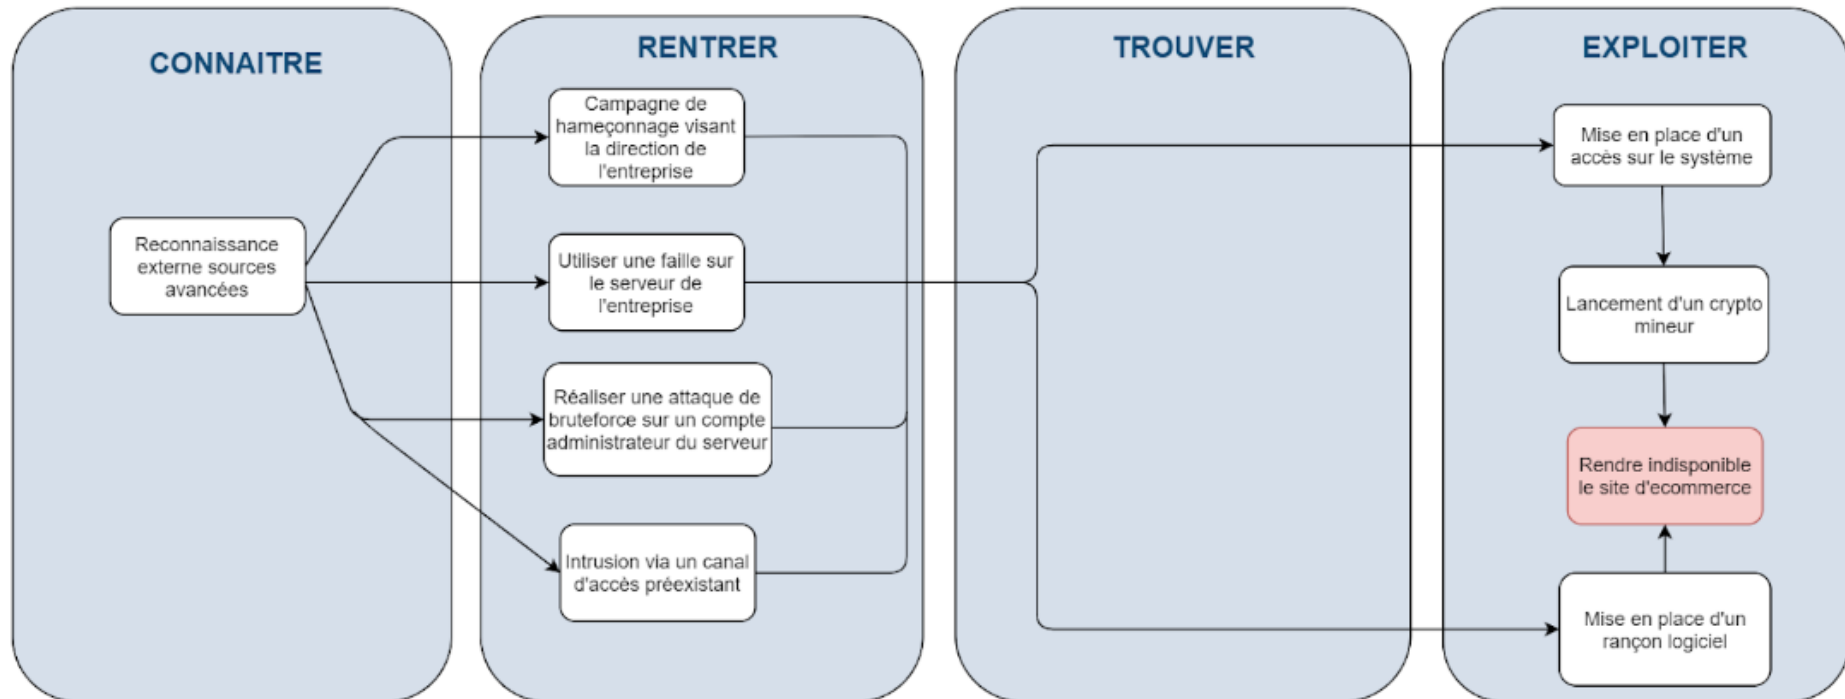 CONNAITRE
RENTRER
TROUVER
EXPLOITER
Reconnaissance
externe sources
avancées
Campagne de
hameçonnage visant
la direction de
l'entreprise
Utiliser une faille sur
le serveur de
l'entreprise
Réaliser une attaque de
bruteforce sur un compte
administrateur du serveur
Intrusion via un canal
d'accès préexistant
Mise en place d'un
accès sur le système
Lancement d'un crypto
mineur
Rendre indisponible
le site d'ecommerce
Mise en place d'un
rançon logiciel